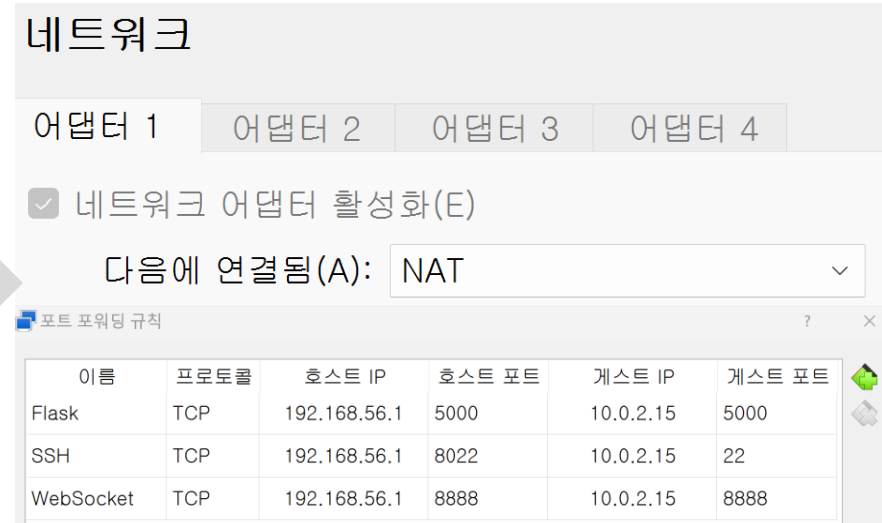 네트워크
어댑터 1 어댑터 2 어댑터 3 어댑터 4
네트워크 어댑터 활성화(E)
다음에 연결됨(A): NAT
포트 포워딩 규칙 ?
이름 프로토콜 호스트 IP 호스트 포트 게스트 IP 게스트 포트
Flask TCP 192.168.56.1 5000 10.0.2.15 5000
SSH TCP 192.168.56.1 8022 10.0.2.15 22
WebSocket TCP 192.168.56.1 8888 10.0.2.15 8888